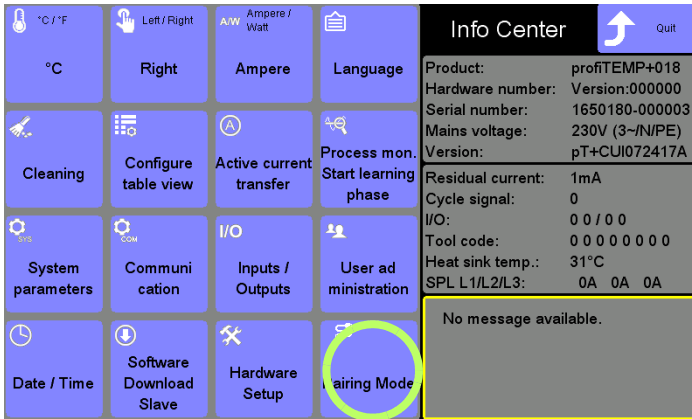 °C / °F
Left / Right
A/W Ampere /
Watt
°C
Right
Ampere
Language
Info Center
Quit
Product: profiTEMP+018
Hardware number: Version:000000
Serial number: 1650180-000003
Mains voltage: 230V (3~/N/PE)
Version: pT+CUI072417A
Cleaning
Configure
table view
A
Active current
transfer
Process mon.
Start learning
phase
Residual current: 1mA
Cycle signal: 0
I/O: 0 0 / 0 0
Tool code: 0 0 0 0 0 0 0 0
Heat sink temp.: 31°C
SPL L1/L2/L3: 0A 0A 0A
SYS
System
parameters
COM
Communi
cation
I/O
Inputs /
Outputs
User ad
ministration
No message available.
Date / Time
Software
Download
Slave
Hardware
Setup
Pairing Mode